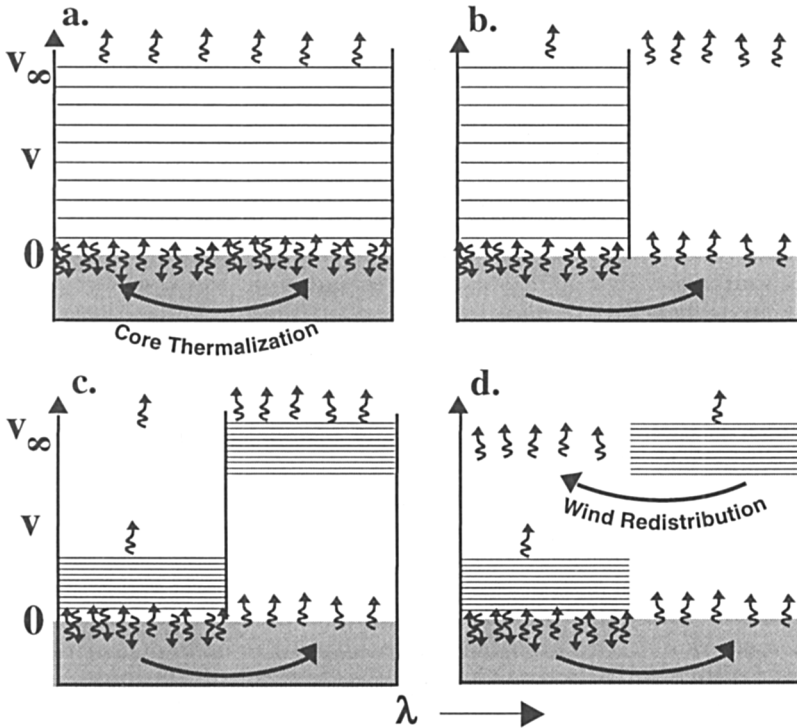 a.
b.
v∞
v
0
Core Thermalization
c.
d.
v∞
v
0
Wind Redistribution
λ